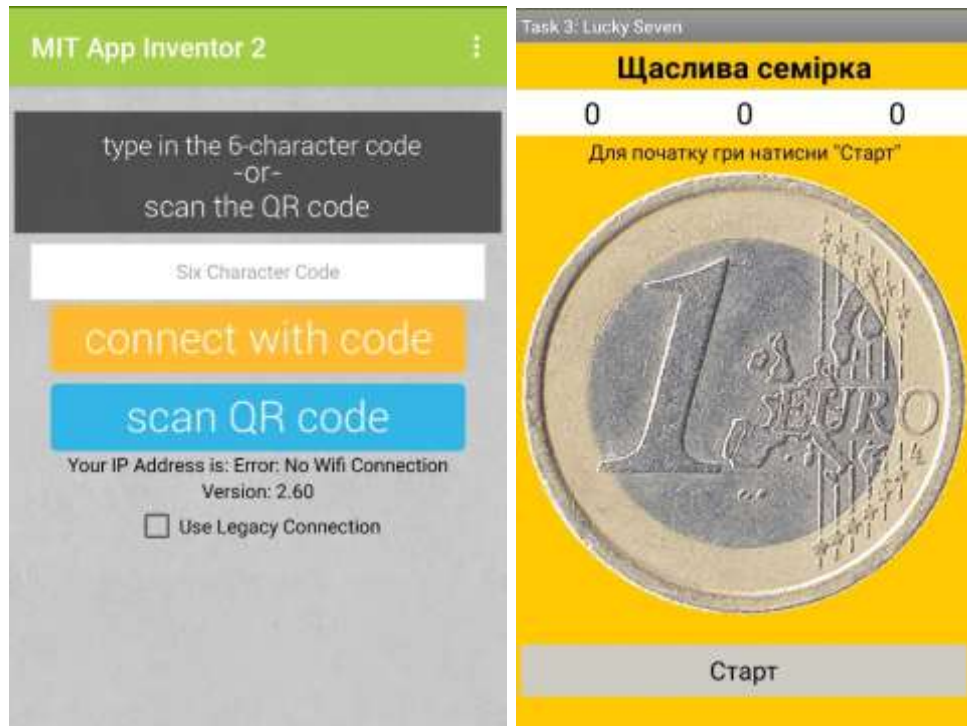 MIT App Inventor 2
type in the 6-character code
-or-
scan the QR code
Six Character Code
connect with code
scan QR code
Your IP Address is: Error: No Wifi Connection
Version: 2.60
Use Legacy Connection
Task 3: Lucky Seven
Щаслива семірка
0 0 0
Для початку гри натисни "Старт"
1 EURO
Старт